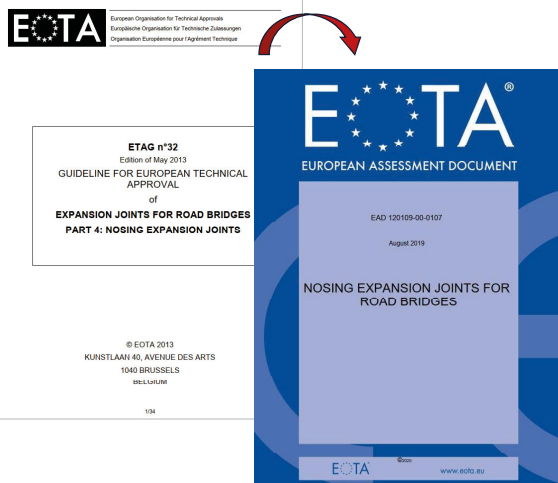 EOTA
European Organisation for Technical Approvals
Europäische Organisation für Technische Zulassungen
Organisation Européenne pour l'Agrément Technique
ETAG n°32
Edition of May 2013
GUIDELINE FOR EUROPEAN TECHNICAL
APPROVAL
of
EXPANSION JOINTS FOR ROAD BRIDGES
PART 4: NOSING EXPANSION JOINTS
© EOTA 2013
KUNSTLAAN 40, AVENUE DES ARTS
1040 BRUSSELS
BELGIUM
1/34
EOTA®
EUROPEAN ASSESSMENT DOCUMENT
EAD 120109-00-0107
August 2019
NOSING EXPANSION JOINTS FOR
ROAD BRIDGES
©2020
EOTA
www.eota.eu